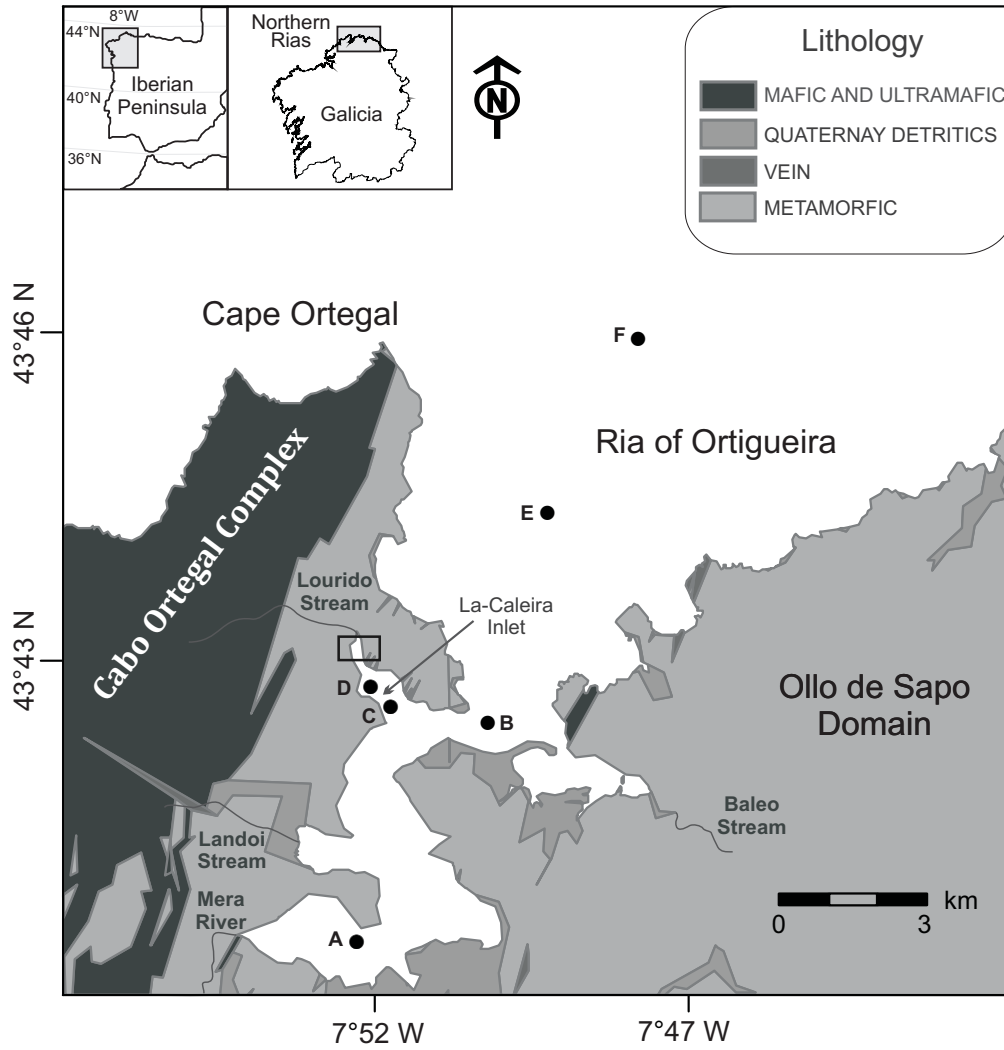 8°W
44°N
40°N
36°N
Iberian
Peninsula
Northern
Rias
Galicia
N
Lithology
MAFIC AND ULTRAMAFIC
QUATERNAY DETRITICS
VEIN
METAMORFIC
43°46 N
43°43 N
Cape Ortegal
F
Ria of Ortigueira
E
Cabo Ortegal Complex
Lourido
Stream
La-Caleira
Inlet
D
C
B
Ollo de Sapo
Domain
Baleo
Stream
Landoi
Stream
Mera
River
A
km
0 3
7°52 W
7°47 W